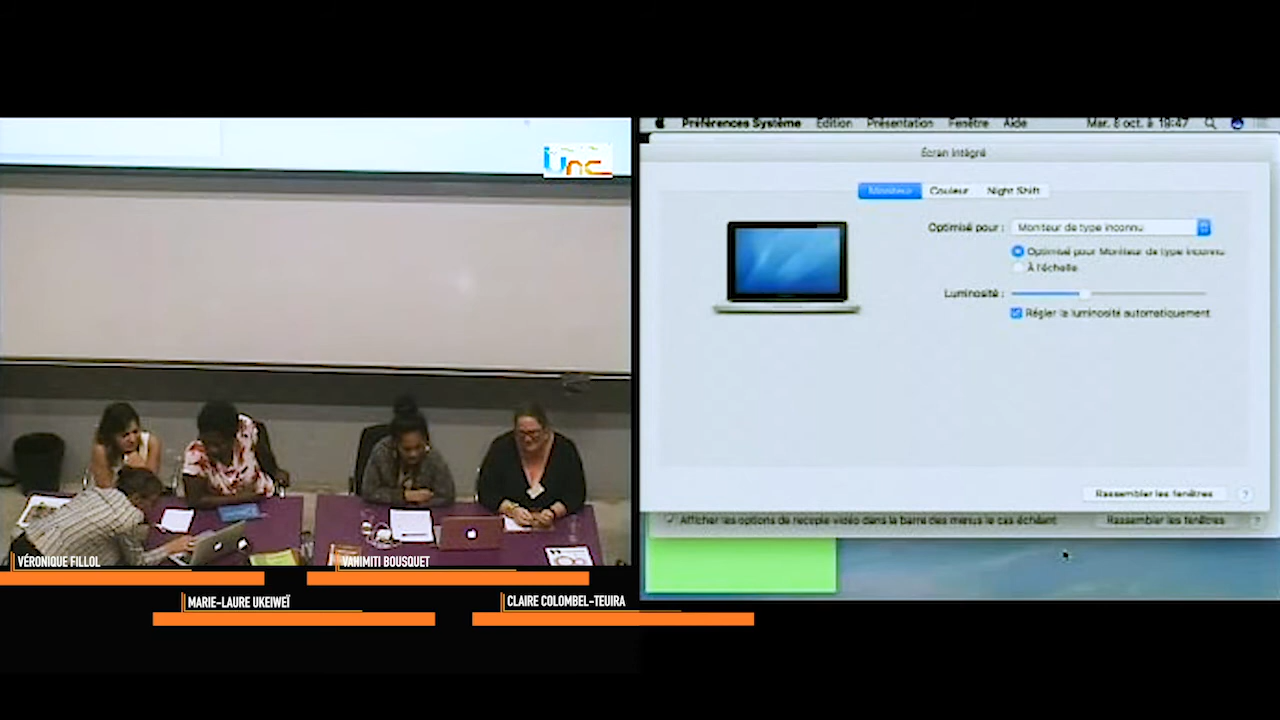 Unc
VÉRONIQUE FILLOL
VANIMITI BOUSQUET
MARIE-LAURE UKEIWEÏ
CLAIRE COLOMBEL-TEUIRA
Préférences Système Édition Présentation Fenêtre Aide Mar. 8 oct. à 19:47
Écran intégré
Moniteur Couleur Night Shift
Optimisé pour : Moniteur de type inconnu
Optimisé pour Moniteur de type inconnu
À l'échelle
Luminosité :
Régler la luminosité automatiquement
Rassembler les fenêtres ?
Afficher les options de recopie vidéo dans la barre des menus le cas échéant Rassembler les fenêtres ?